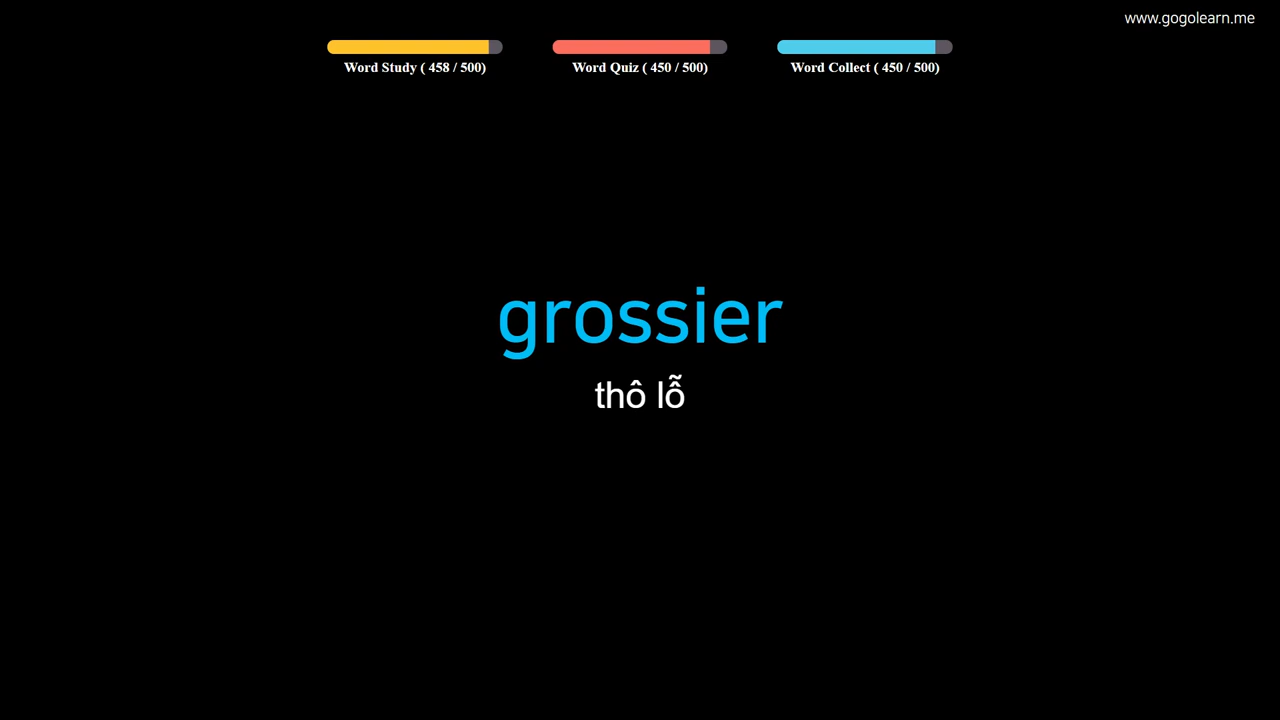 www.gogolearn.me
Word Study ( 458 / 500)
Word Quiz ( 450 / 500)
Word Collect ( 450 / 500)
grossier
thô lỗ